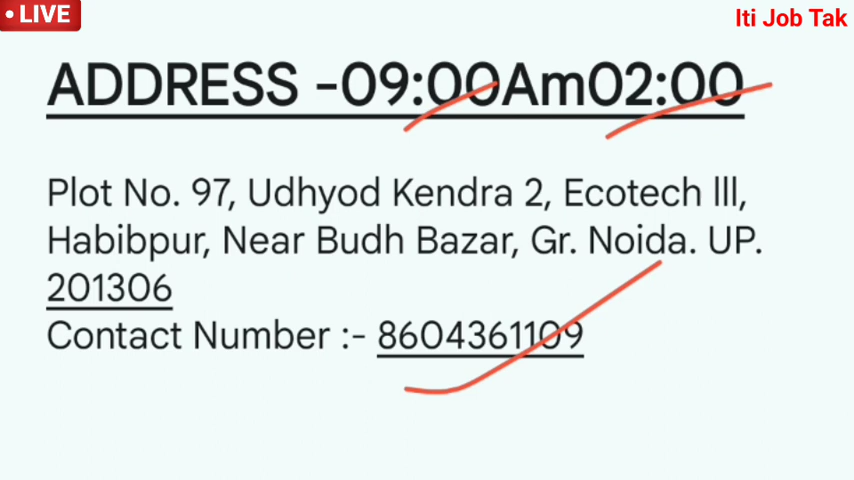 • LIVE
Iti Job Tak
ADDRESS -09:00Am02:00
Plot No. 97, Udhyod Kendra 2, Ecotech lll,
Habibpur, Near Budh Bazar, Gr. Noida. UP.
201306
Contact Number :- 8604361109